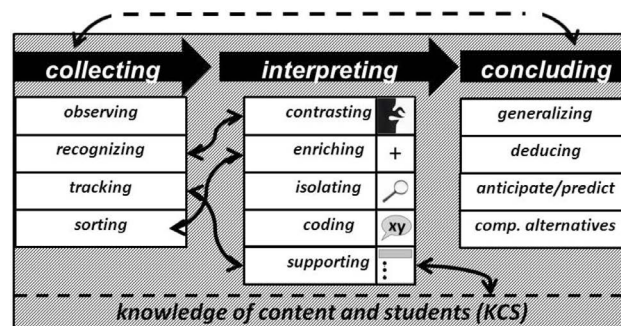 collecting
interpreting
concluding
observing
recognizing
tracking
sorting
contrasting
enriching +
isolating
coding xy
supporting
generalizing
deducing
anticipate/predict
comp. alternatives
knowledge of content and students (KCS)